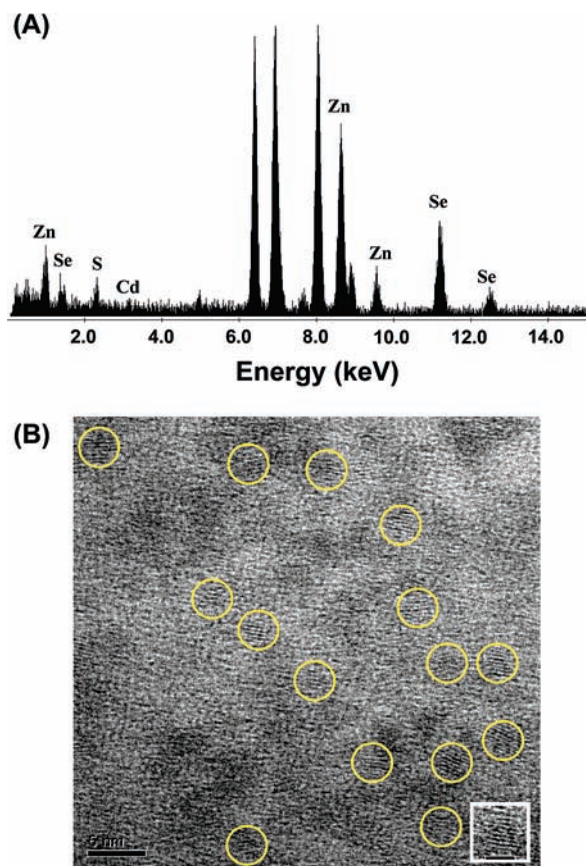 (A)
Zn
Se
S
Cd
Zn
Zn
Se
Se
2.0 4.0 6.0 8.0 10.0 12.0 14.0
Energy (keV)
(B)
5 nm